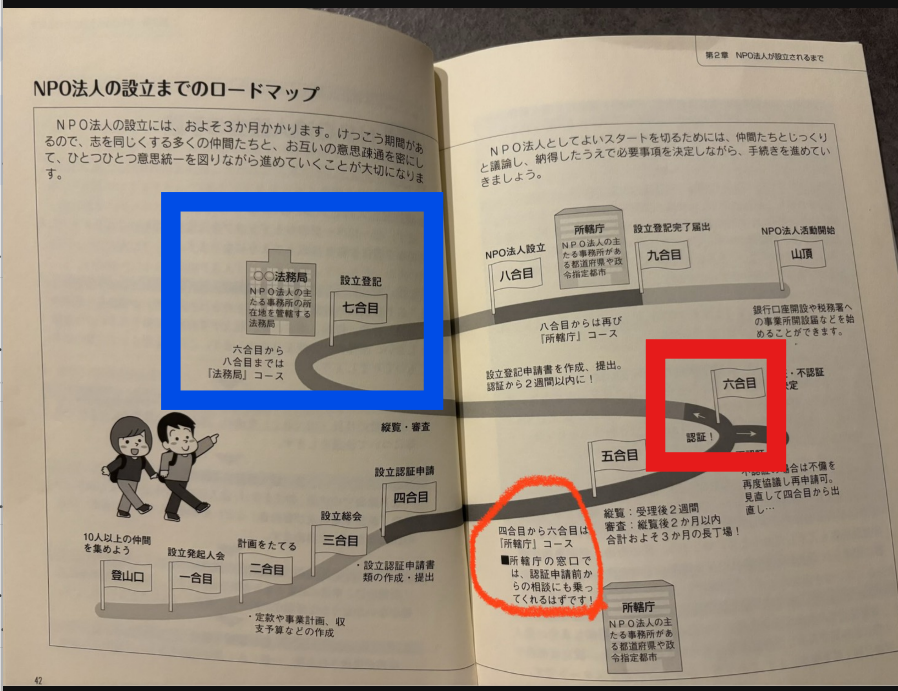 第2章 NPO法人が設立されるまで
NPO法人の設立までのロードマップ
NPO法人の設立には、およそ3か月かかります。けっこう期間があ
るので、志を同じくする多くの仲間たちと、お互いの意思疎通を密にし
て、ひとつひとつ意思統一を図りながら進めていくことが大切になりま
す。
NPO法人としてよいスタートを切るためには、仲間たちとじっくり
と議論し、納得したうえで必要事項を決定しながら、手続きを進めてい
きましょう。
〇〇法務局
NPO法人の主
たる事務所の所
在地を管轄する
法務局
設立登記
七合目
六合目から
八合目までは
『法務局』コース
縦覧・審査
設立認証申請
四合目
設立総会
三合目
計画をたてる
二合目
設立発起人会
一合目
10人以上の仲間
を集めよう
登山口
・設立認証申請書
類の作成・提出
・定款や事業計画、収
支予算などの作成
42
NPO法人設立
八合目
所轄庁
NPO法人の主
たる事務所があ
る都道府県や政
令指定都市
設立登記完了届出
九合目
NPO法人活動開始
山頂
八合目からは再び
『所轄庁』コース
銀行口座開設や税務署へ
の事業所開設届などを始
めることができます。
設立登記申請書を作成、提出。
認証から2週間以内に！
六合目
・不認証
決定
認証！
五合目
不認証の場合は不備を
再度協議し再申請可。
見直して四合目から出
直し…
縦覧：受理後2週間
審査：縦覧後2か月以内
合計およそ3か月の長丁場！
四合目から六合目は
『所轄庁』コース
■所轄庁の窓口で
は、認証申請前か
らの相談にも乗っ
てくれるはずです！
所轄庁
NPO法人の主
たる事務所があ
る都道府県や政
令指定都市